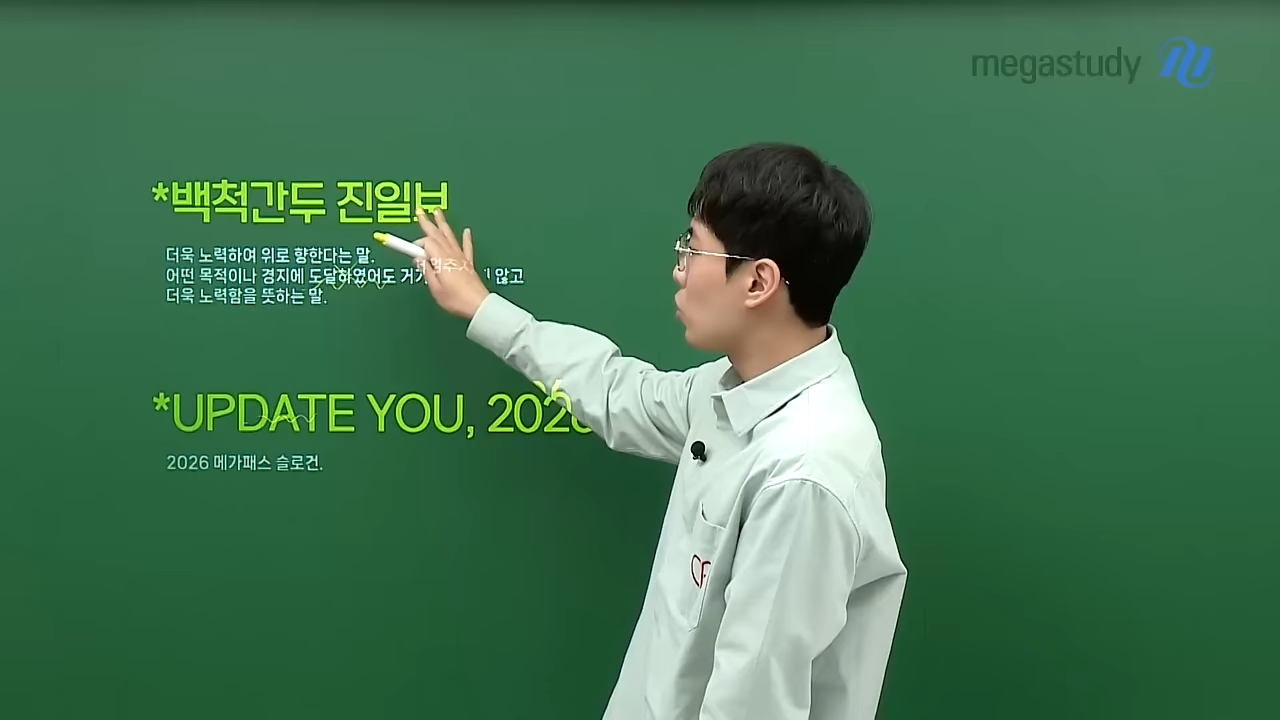 megastudy
*백척간두 진일보
더욱 노력하여 위로 향한다는 말.
어떤 목적이나 경지에 도달하였어도 않고
더욱 노력함을 뜻하는 말.
*UPDATE YOU, 2026
2026 메가패스 슬로건.